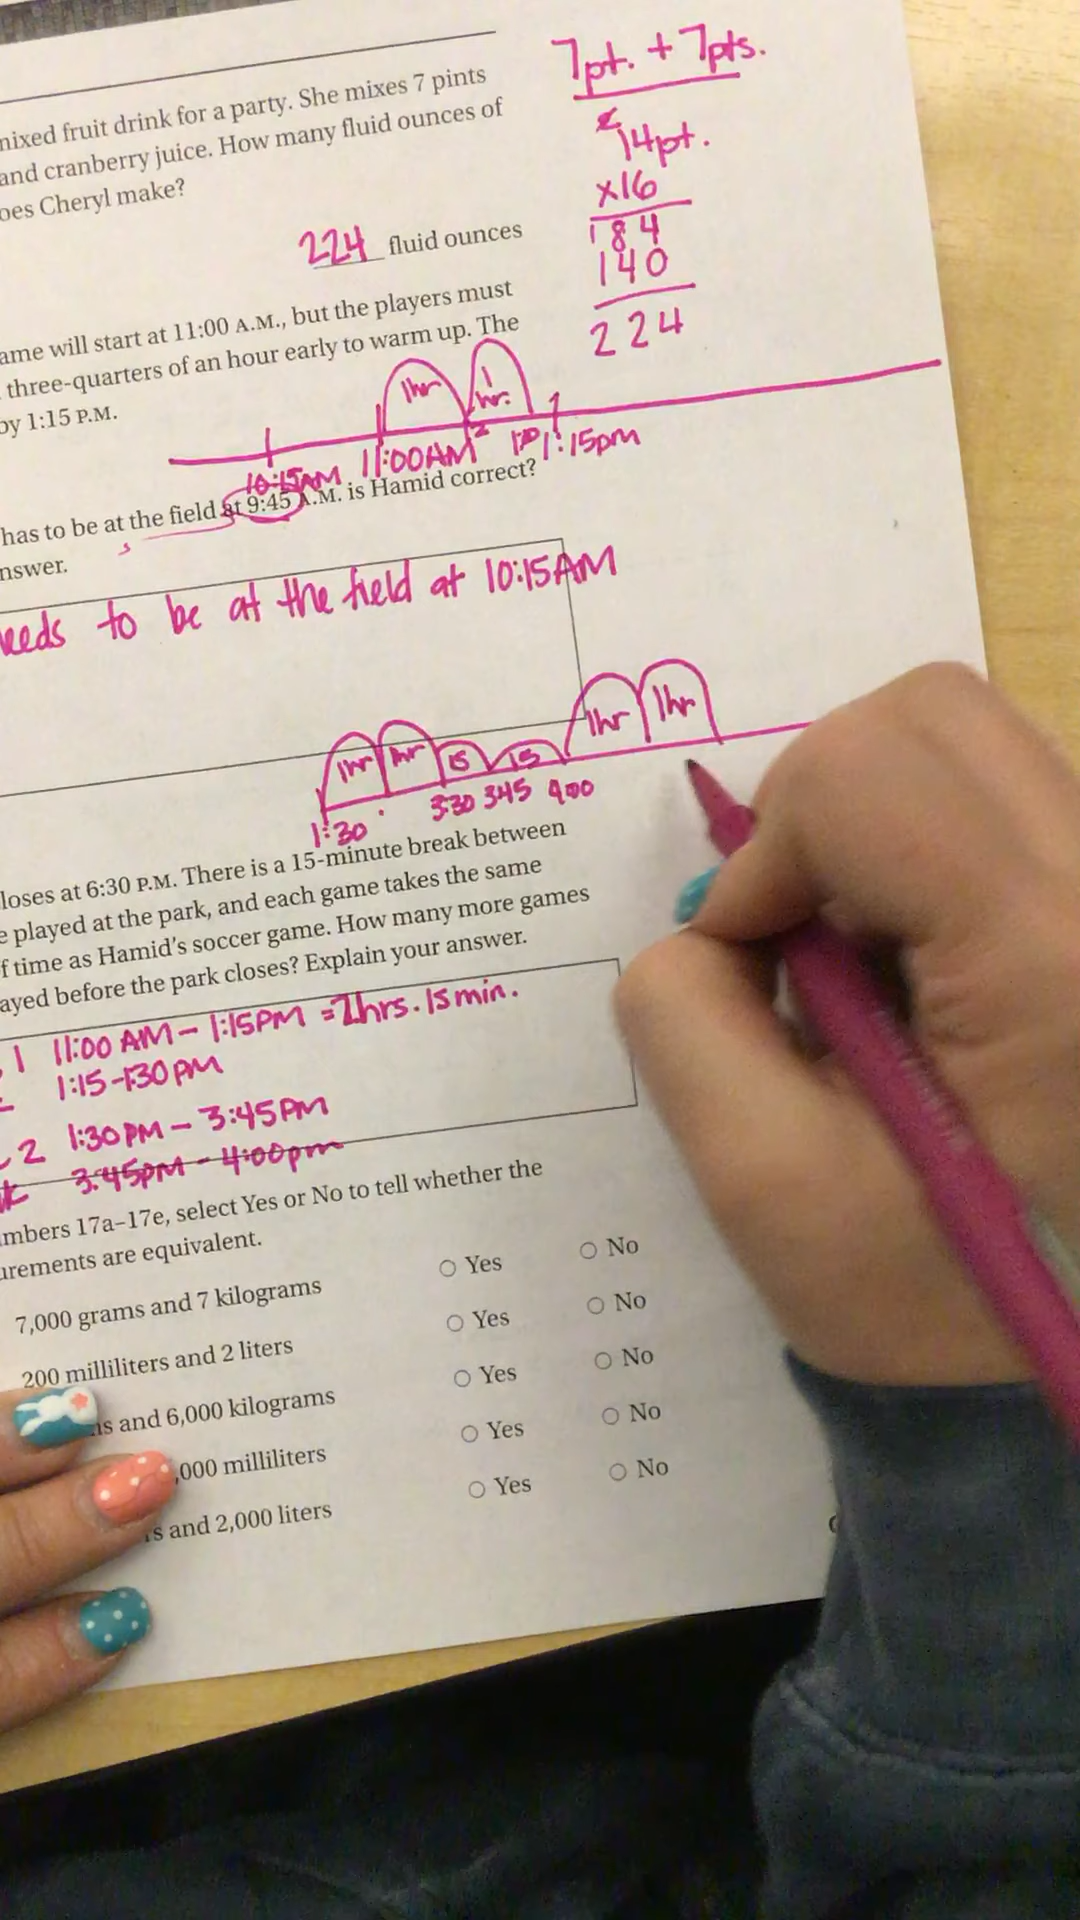 7pt. + 7pts.
mixed fruit drink for a party. She mixes 7 pints
14pt.
and cranberry juice. How many fluid ounces of
x16
oes Cheryl make?
184
224 fluid ounces
140
224
ame will start at 11:00 A.M., but the players must
three-quarters of an hour early to warm up. The
1hr 1 hr.
by 1:15 P.M.
10:15AM 11:00AM 1:15pm
has to be at the field at 9:45 A.M. is Hamid correct?
nswer.
eeds to be at the field at 10:15AM
1hr 1hr 15 15 1hr 1hr
1:30 3:30 345 4:00
loses at 6:30 P.M. There is a 15-minute break between
e played at the park, and each game takes the same
f time as Hamid's soccer game. How many more games
ayed before the park closes? Explain your answer.
1 11:00 AM - 1:15PM = 2hrs. 15 min.
1:15-1:30 PM
2 1:30 PM - 3:45PM
3:45PM - 4:00pm
umbers 17a–17e, select Yes or No to tell whether the
urements are equivalent.
7,000 grams and 7 kilograms Yes No
200 milliliters and 2 liters Yes No
ms and 6,000 kilograms Yes No
,000 milliliters Yes No
rs and 2,000 liters Yes No